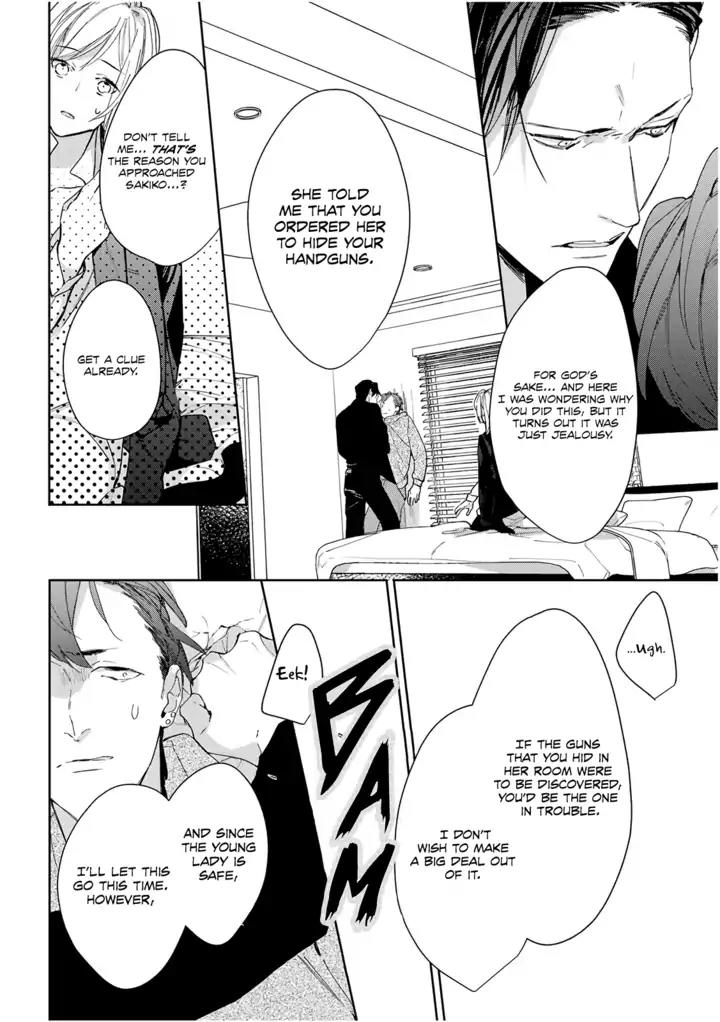 FOR GOD'S
SAKE... AND HERE
I WAS WONDERING WHY
YOU DID THIS, BUT IT
TURNS OUT IT WAS
JUST JEALOUSY.
SHE TOLD
ME THAT YOU
ORDERED HER
TO HIDE YOUR
HANDGUNS.
DON'T TELL
ME... THAT'S
THE REASON YOU
APPROACHED
SAKIKO...?
GET A CLUE
ALREADY.
...Ugh.
IF THE GUNS
THAT YOU HID IN
HER ROOM WERE
TO BE DISCOVERED,
YOU'D BE THE ONE
IN TROUBLE.
I DON'T
WISH TO MAKE
A BIG DEAL OUT
OF IT.
BAM
Eek!
AND SINCE
THE YOUNG
LADY IS
SAFE,
I'LL LET THIS
GO THIS TIME.
HOWEVER,